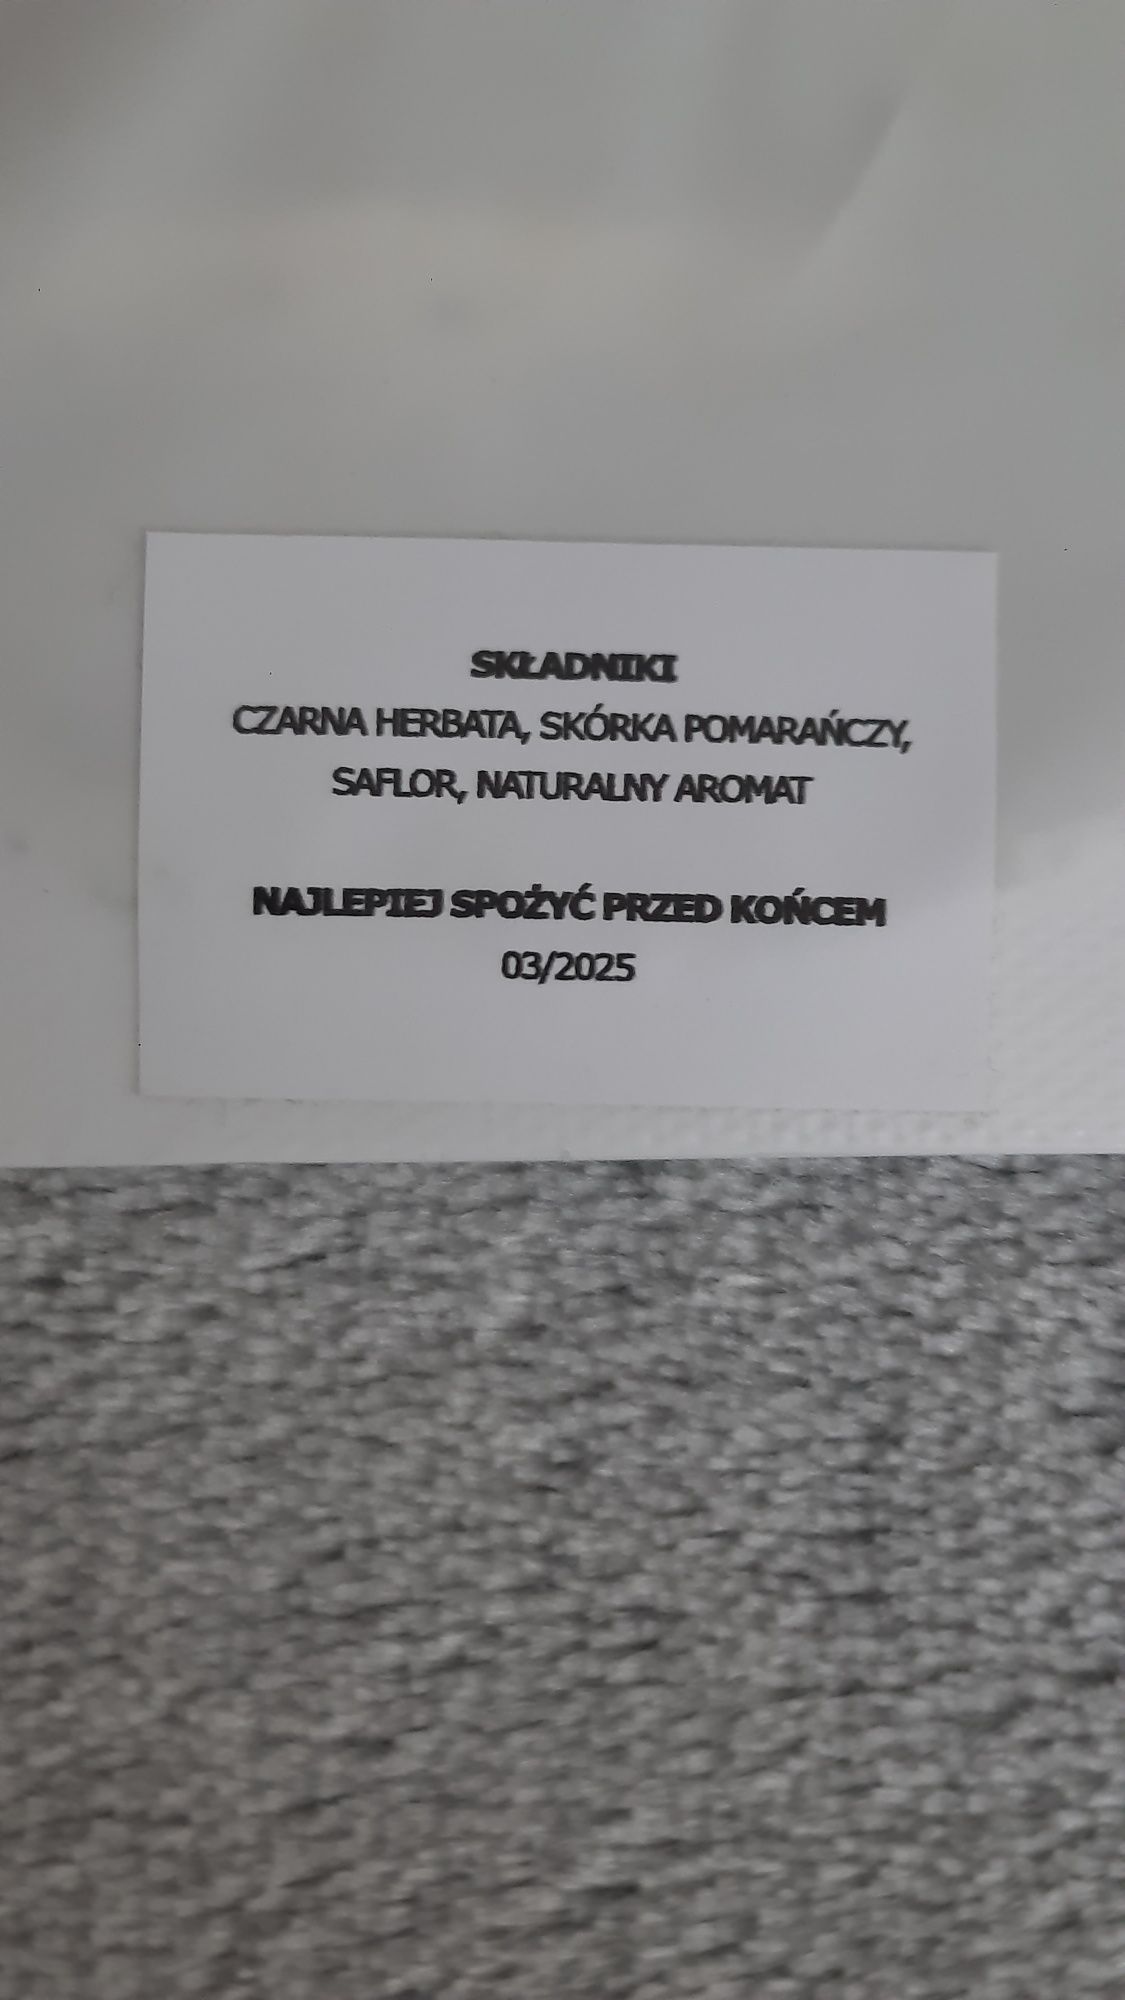 SKŁADNIKI
CZARNA HERBATA, SKÓRKA POMARAŃCZY,
SAFLOR, NATURALNY AROMAT
NAJLEPIEJ SPOŻYĆ PRZED KOŃCEM
03/2025